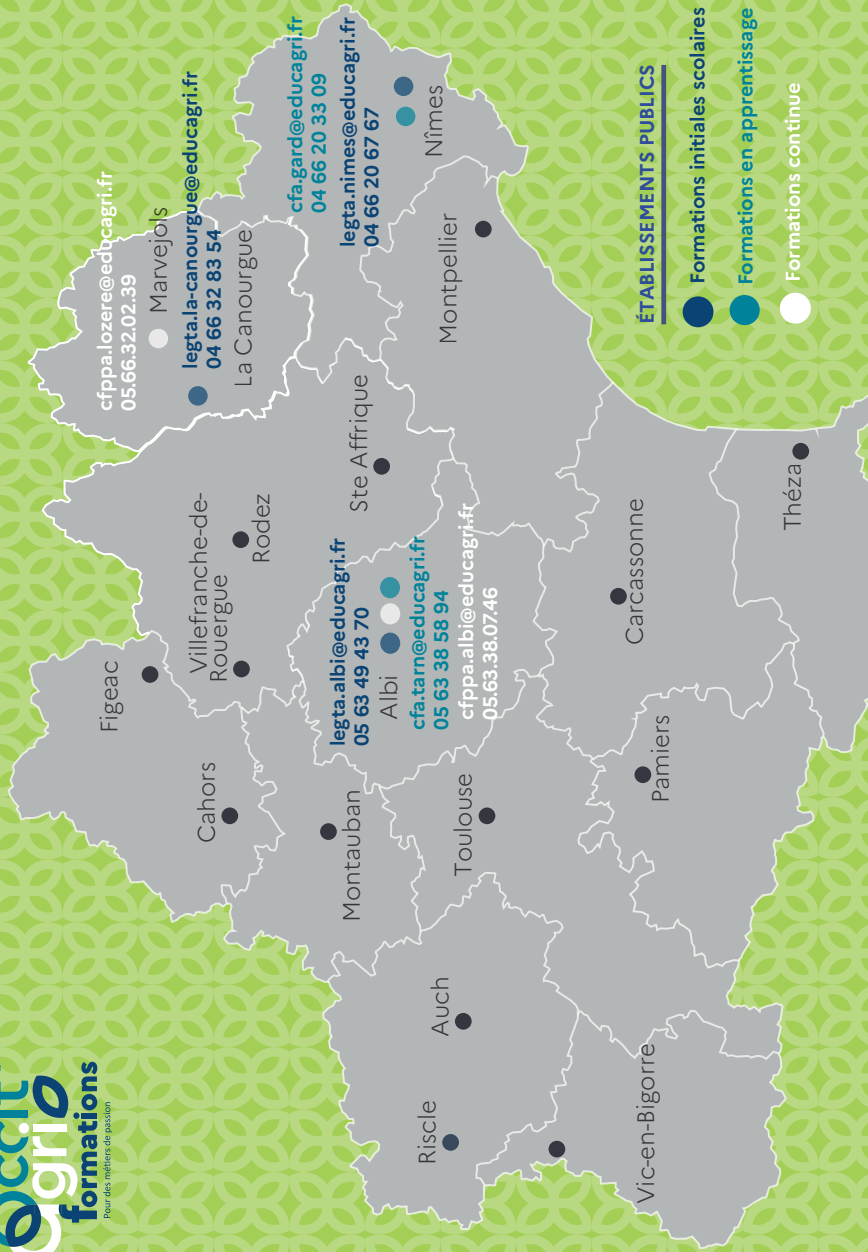 occit'
agri
formations
Pour des métiers de passion
Figeac
Cahors
Villefranche-de-
Rouergue
Rodez
Montauban
Ste Affrique
cfppa.lozere@educagri.fr
05.66.32.02.39
Marvejols
legta.la-canourgue@educagri.fr
04 66 32 83 54
La Canourgue
cfa.gard@educagri.fr
04 66 20 33 09
legta.nimes@educagri.fr
04 66 20 67 67
Nîmes
legta.albi@educagri.fr
05 63 49 43 70
Albi
cfa.tarn@educagri.fr
05 63 38 58 94
cfppa.albi@educagri.fr
05.63.38.07.46
Riscle
Auch
Toulouse
Montpellier
Vic-en-Bigorre
Pamiers
Carcassonne
Théza
ÉTABLISSEMENTS PUBLICS
Formations initiales scolaires
Formations en apprentissage
Formations continue